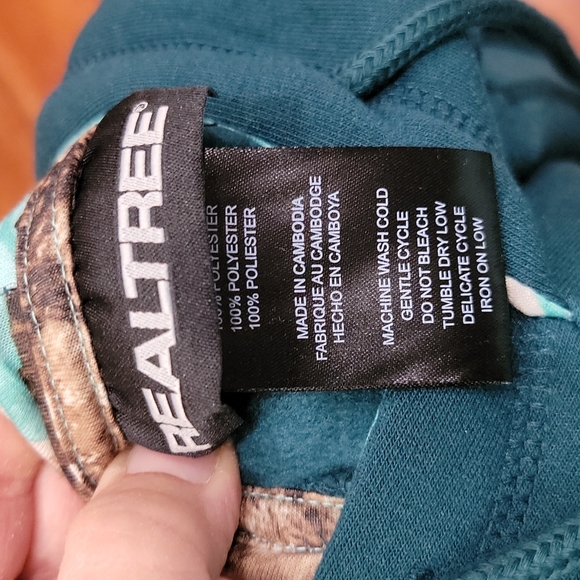 REALTREE®
100% POLYESTER
100% POLYESTER
100% POLIESTER
MADE IN CAMBODIA
FABRIQUE AU CAMBODGE
HECHO EN CAMBOYA
MACHINE WASH COLD
GENTLE CYCLE
DO NOT BLEACH
TUMBLE DRY LOW
DELICATE CYCLE
IRON ON LOW